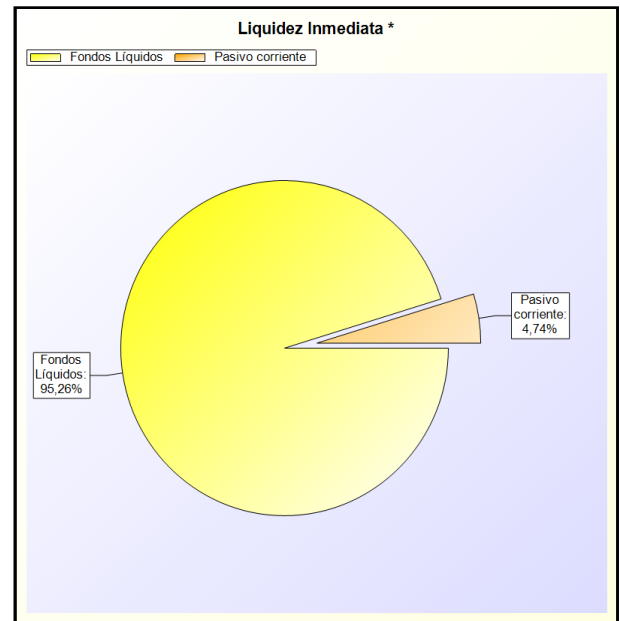 Liquidez Inmediata *
Fondos Líquidos Pasivo corriente
Pasivo
corriente:
4,74%
Fondos
Líquidos:
95,26%